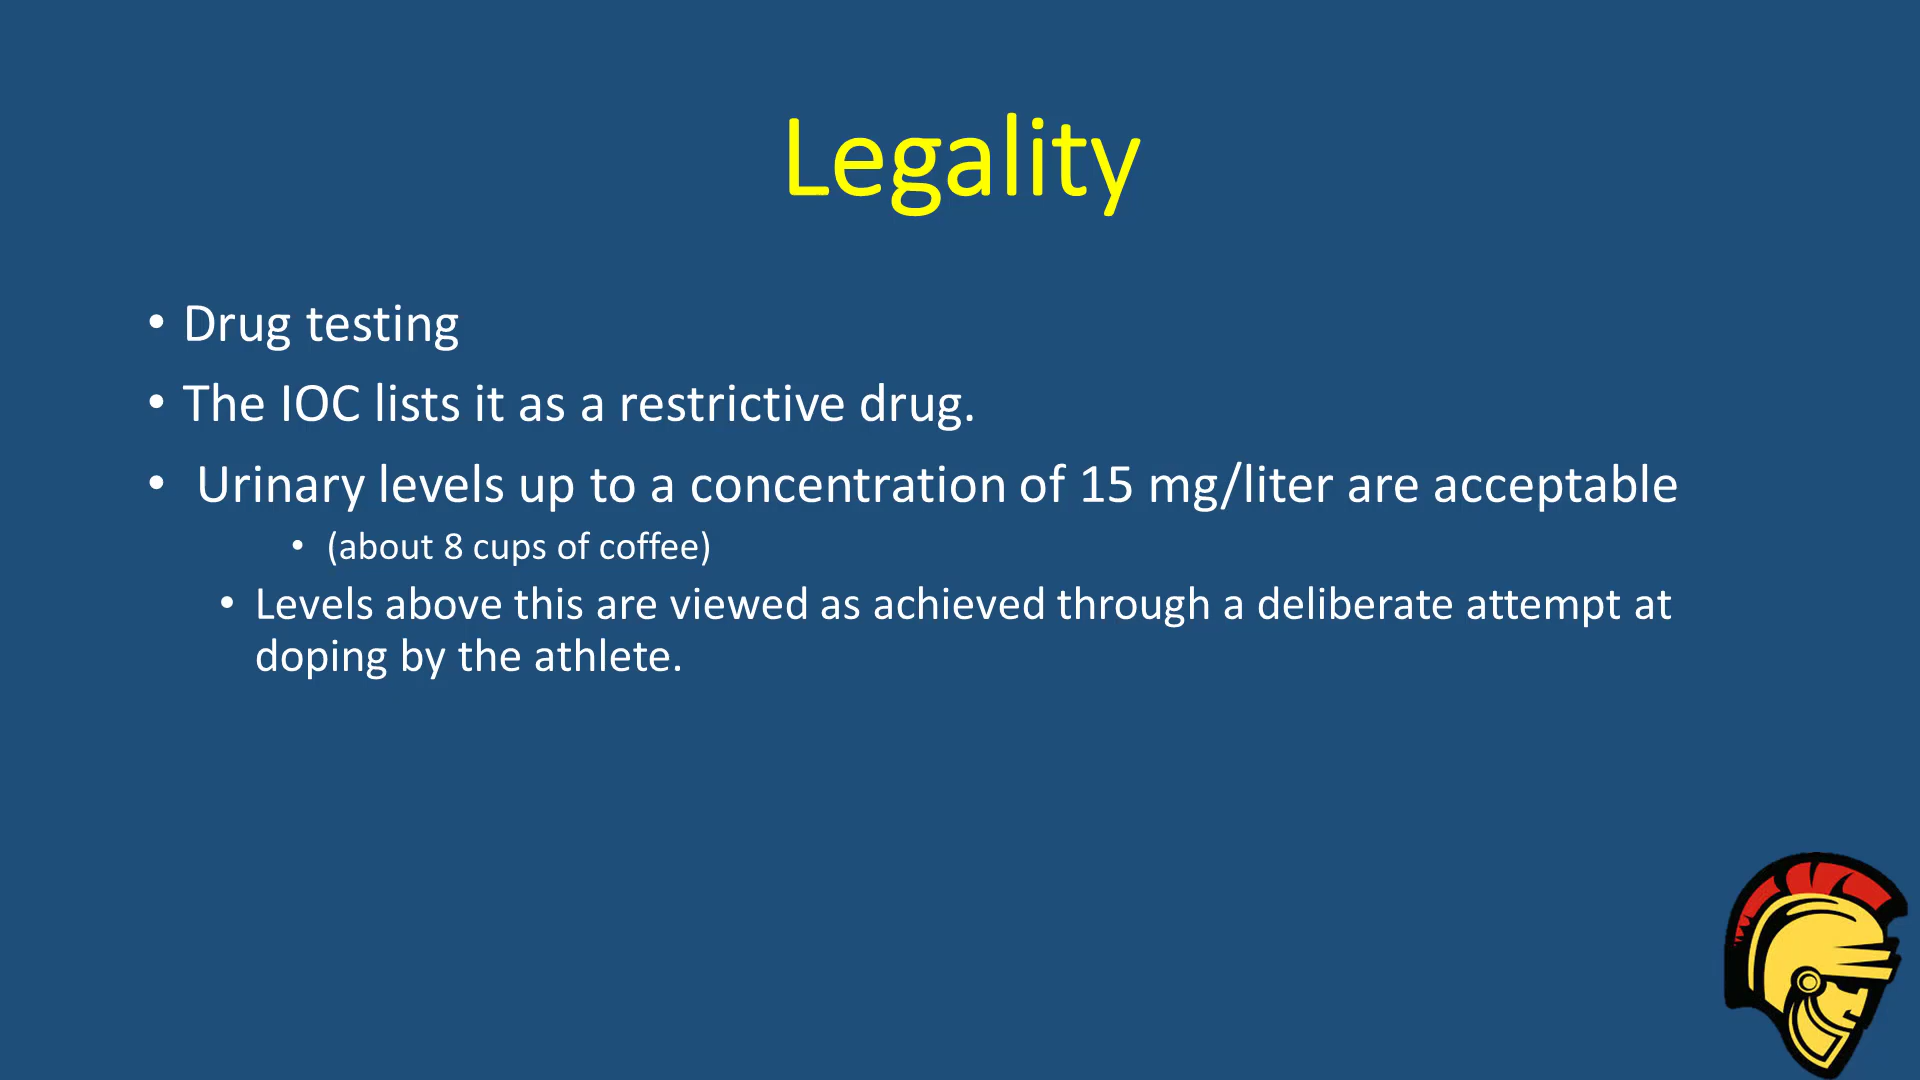 Legality
• Drug testing
• The IOC lists it as a restrictive drug.
• Urinary levels up to a concentration of 15 mg/liter are acceptable
• (about 8 cups of coffee)
• Levels above this are viewed as achieved through a deliberate attempt at
doping by the athlete.